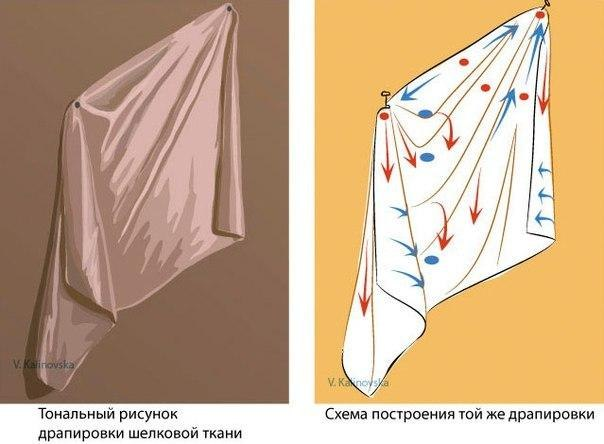 V. Kalinovska
V. Kalinovska
Тональный рисунок
драпировки шелковой ткани
Схема построения той же драпировки